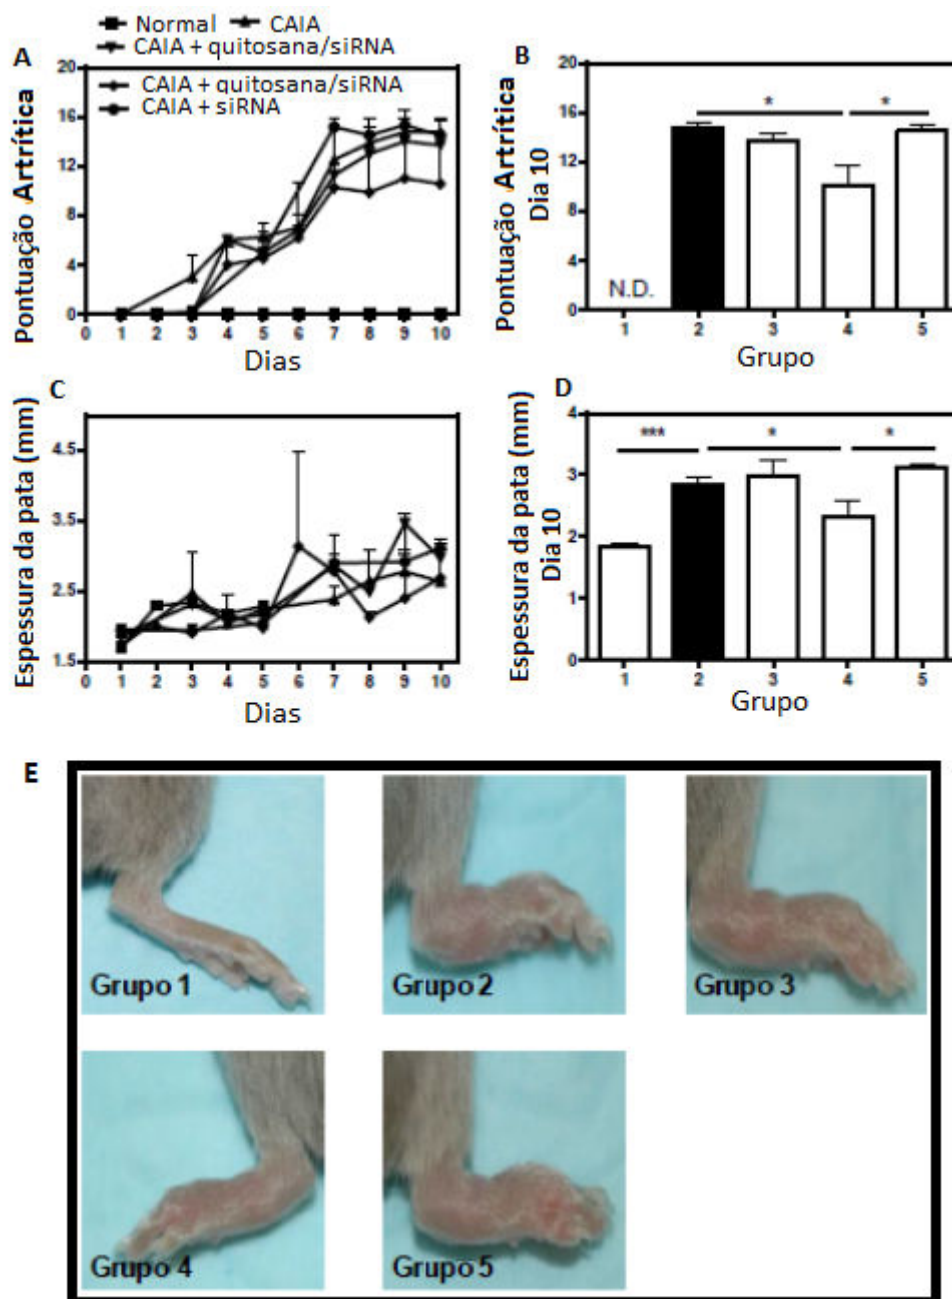 Normal CAIA
CAIA + quitosana/siRNA
CAIA + quitosana/siRNA
CAIA + siRNA
A
20
16
12
8
4
0
0 1 2 3 4 5 6 7 8 9 10
Pontuação Artrítica
Dias
B
20
16
12
8
4
0
N.D.
* *
1 2 3 4 5
Pontuação Artrítica
Dia 10
Grupo
C
4.5
3.5
2.5
1.5
0 1 2 3 4 5 6 7 8 9 10
Espessura da pata (mm)
Dias
D
4
3
2
1
0
*** * *
1 2 3 4 5
Espessura da pata (mm)
Dia 10
Grupo
E
Grupo 1
Grupo 2
Grupo 3
Grupo 4
Grupo 5